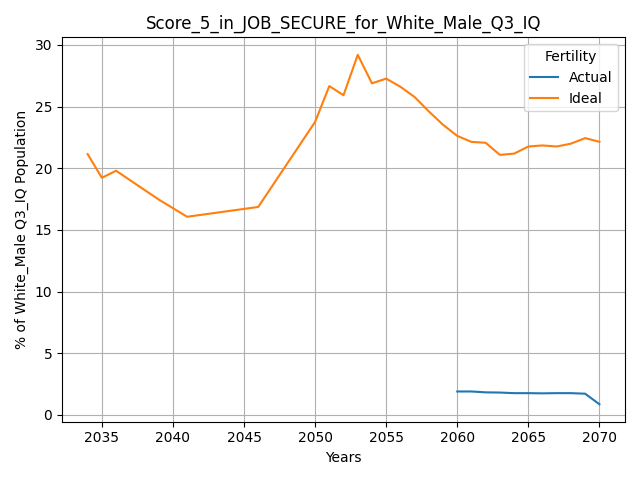 Score_5_in_JOB_SECURE_for_White_Male_Q3_IQ
Fertility
Actual
Ideal
% of White_Male Q3_IQ Population
30
25
20
15
10
5
0
2035 2040 2045 2050 2055 2060 2065 2070
Years